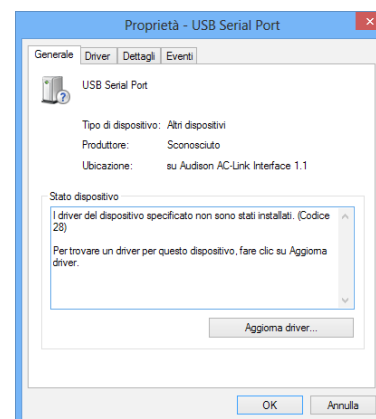 Proprietà - USB Serial Port
Generale Driver Dettagli Eventi
USB Serial Port
Tipo di dispositivo: Altri dispositivi
Produttore: Sconosciuto
Ubicazione: su Audison AC-Link Interface 1.1
Stato dispositivo
I driver del dispositivo specificato non sono stati installati. (Codice
28)
Per trovare un driver per questo dispositivo, fare clic su Aggiorna
driver.
Aggiorna driver...
OK Annulla